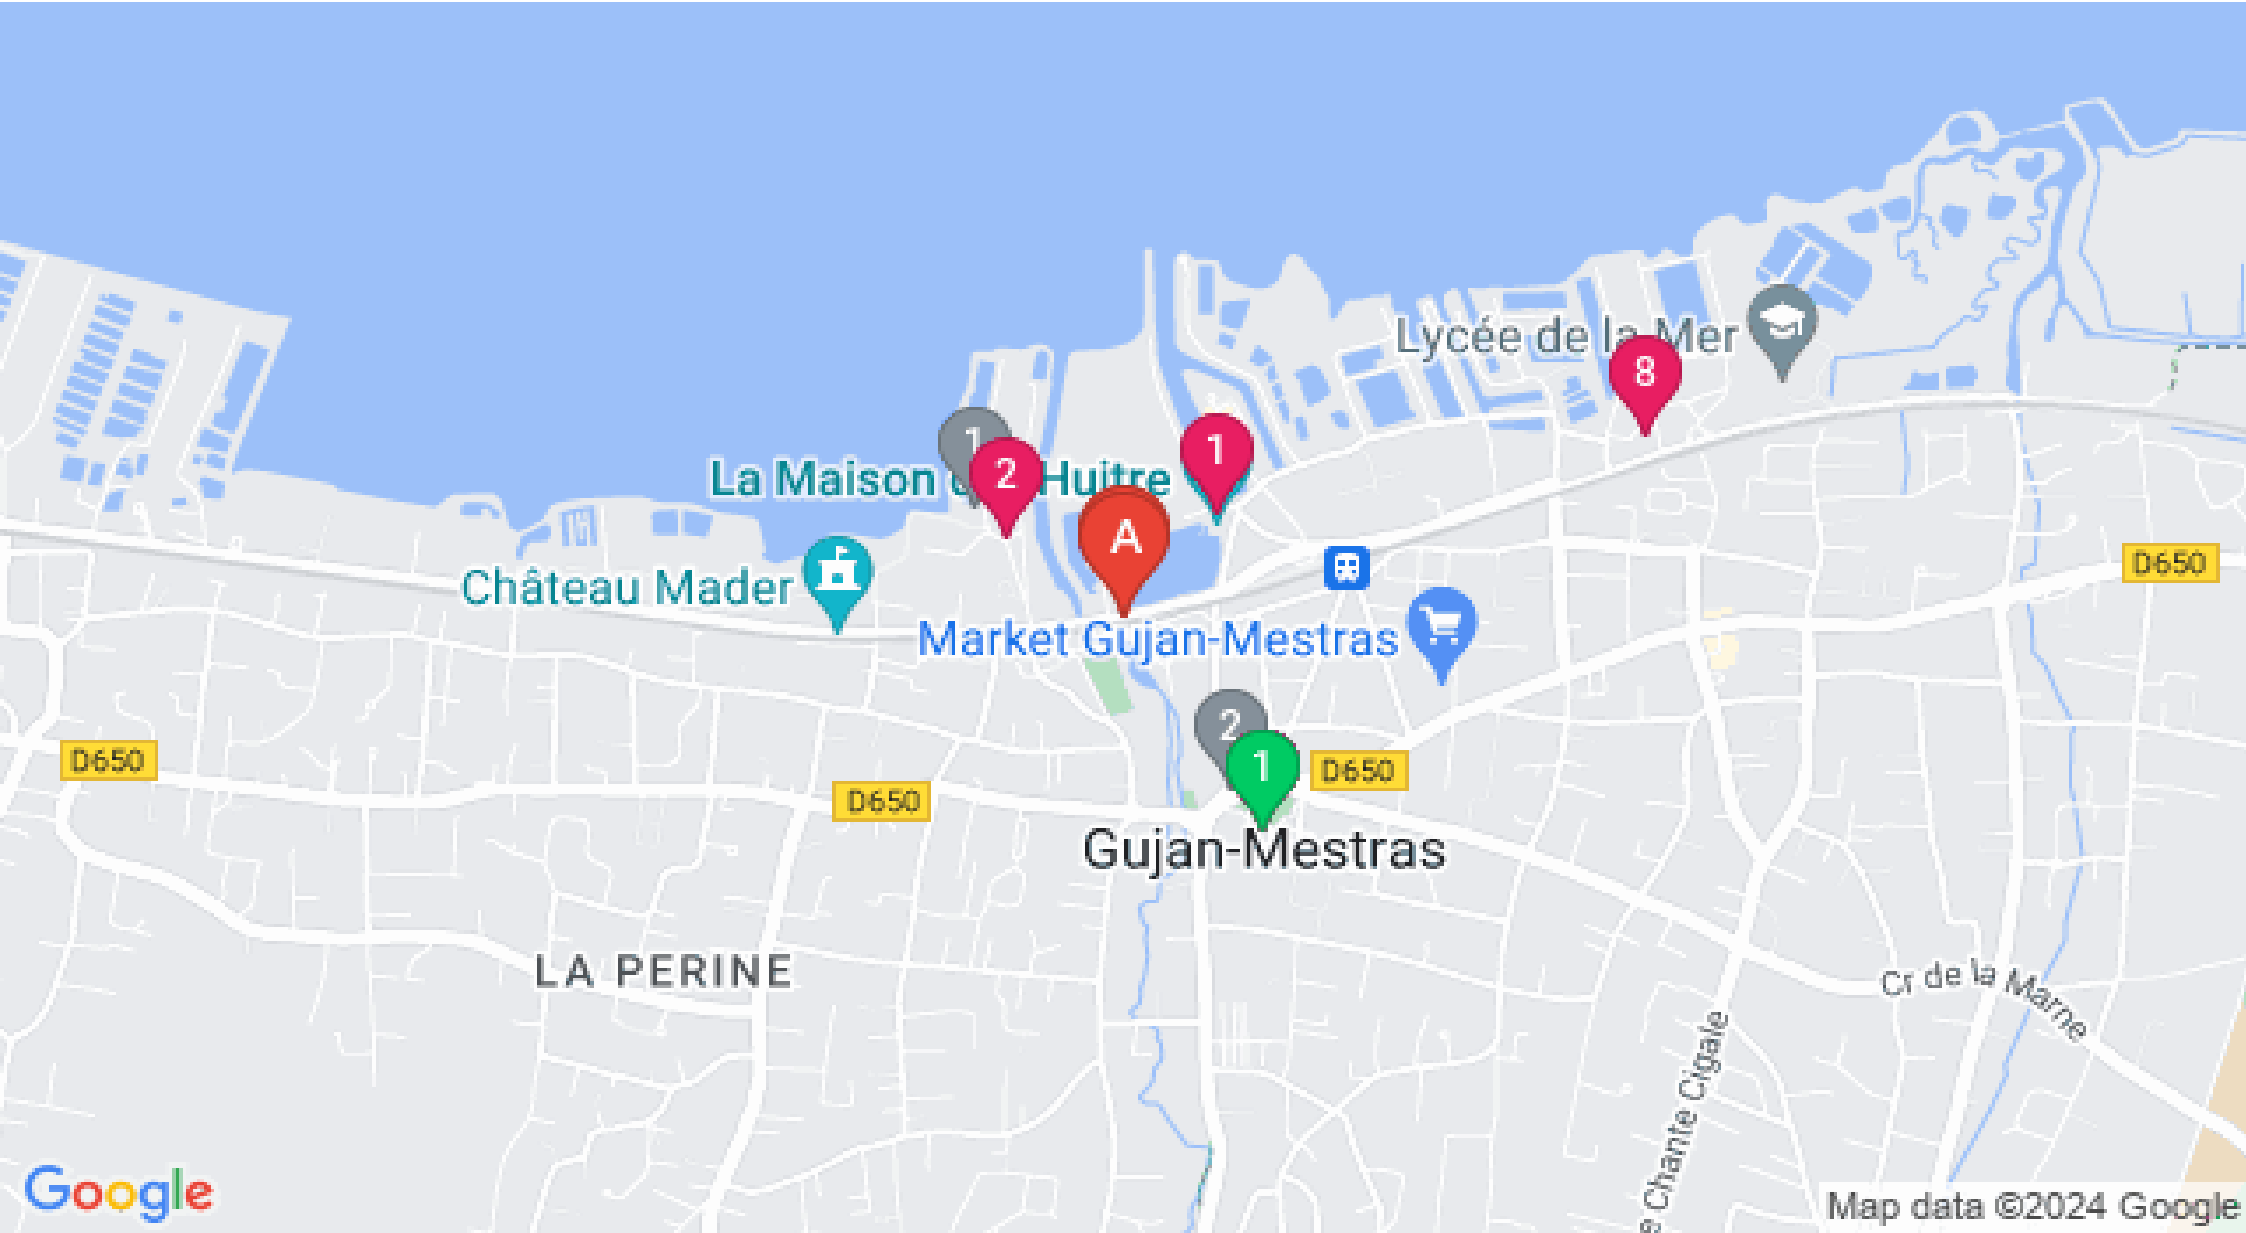 Lycée de la Mer
8
1
1
2
La Maison Huitre
A
D650
Château Mader
Market Gujan-Mestras
2
1
D650
D650
D650
Gujan-Mestras
LA PERINE
Cr de la Marne
e Chante Cigale
Google
Map data ©2024 Google